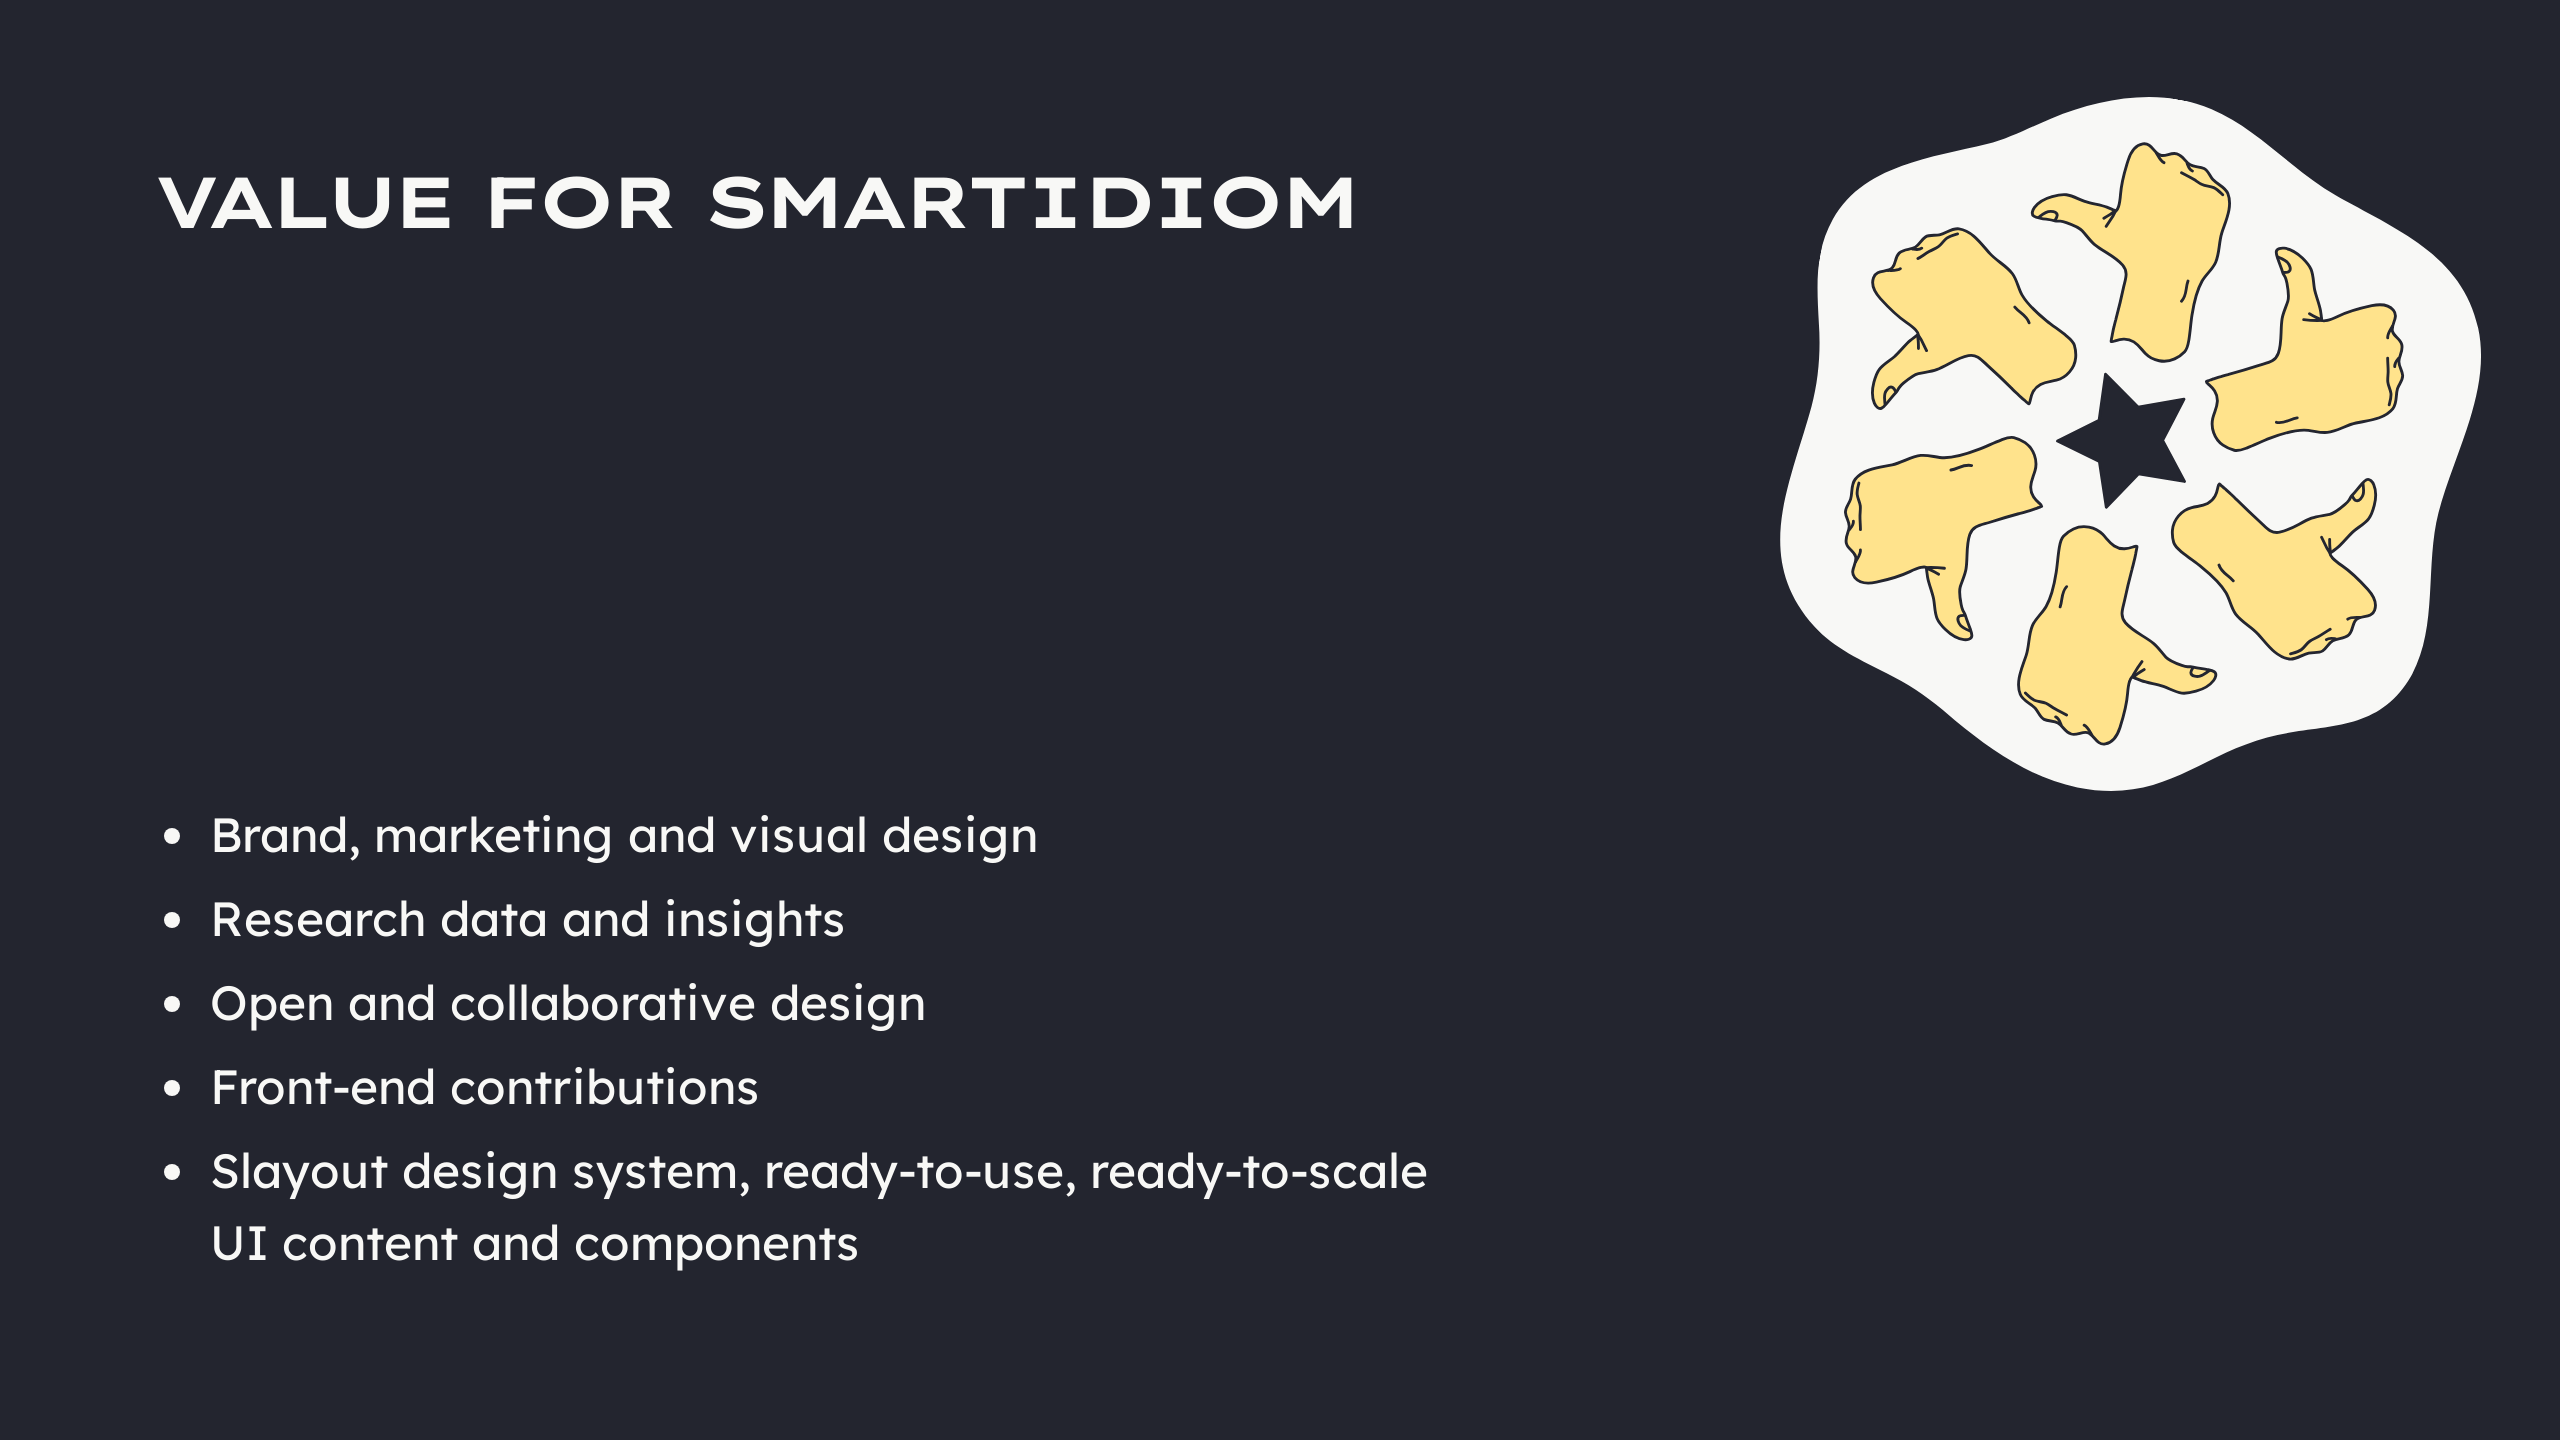 VALUE FOR SMARTIDIOM
• Brand, marketing and visual design
• Research data and insights
• Open and collaborative design
• Front-end contributions
• Slayout design system, ready-to-use, ready-to-scale
UI content and components